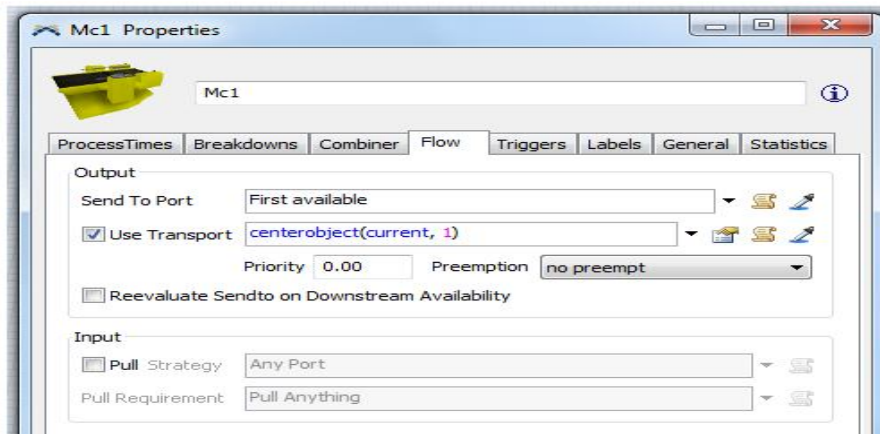 Mc1 Properties
Mc1
ProcessTimes Breakdowns Combiner Flow Triggers Labels General Statistics
Output
Send To Port First available
Use Transport centerobject(current, 1)
Priority 0.00 Preemption no preempt
Reevaluate Sendto on Downstream Availability
Input
Pull Strategy Any Port
Pull Requirement Pull Anything